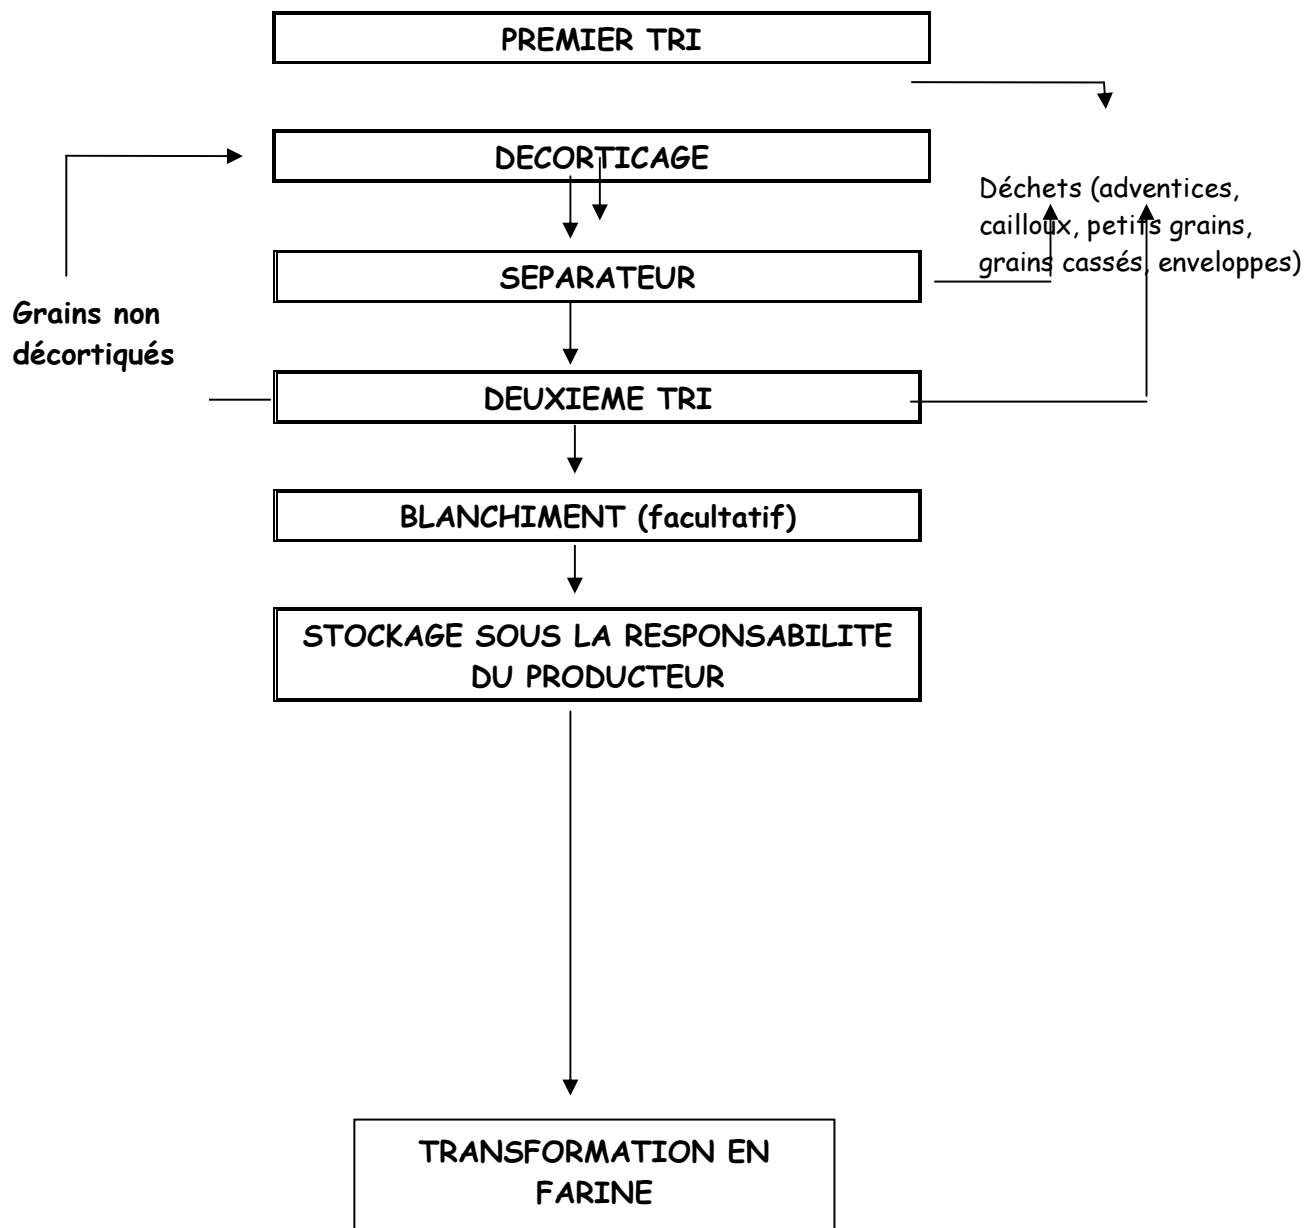 PREMIER TRI
DECORTICAGE
Déchets (adventices,
cailloux, petits grains,
grains cassés, enveloppes)
SEPARATEUR
Grains non
décortiqués
DEUXIEME TRI
BLANCHIMENT (facultatif)
STOCKAGE SOUS LA RESPONSABILITE
DU PRODUCTEUR
TRANSFORMATION EN
FARINE